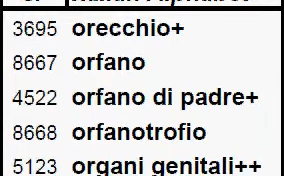 3695 orecchio+
8667 orfano
4522 orfano di padre+
8668 orfanotrofio
5123 organi genitali++